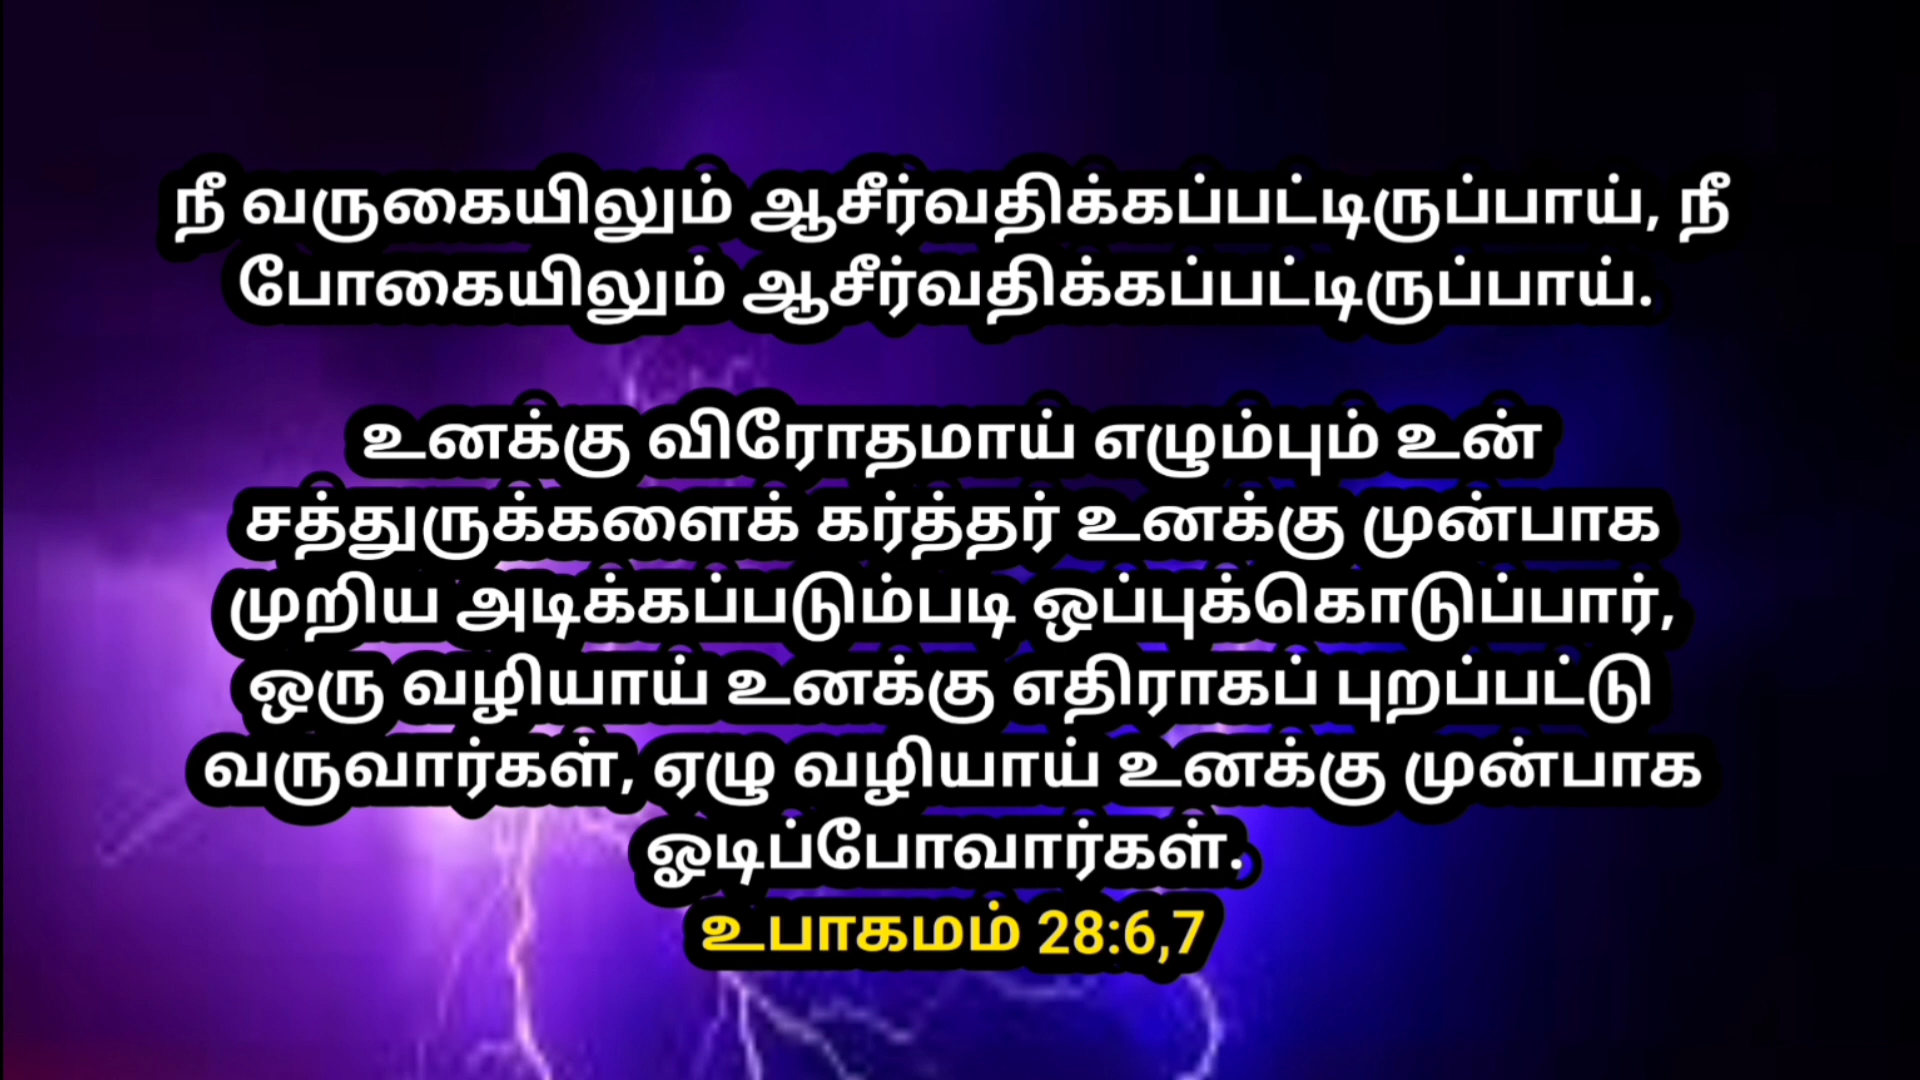 நீ வருகையிலும் ஆசீர்வதிக்கப்பட்டிருப்பாய், நீ
போகையிலும் ஆசீர்வதிக்கப்பட்டிருப்பாய்.
உனக்கு விரோதமாய் எழும்பும் உன்
சத்துருக்களைக் கர்த்தர் உனக்கு முன்பாக
முறிய அடிக்கப்படும்படி ஒப்புக்கொடுப்பார்,
ஒரு வழியாய் உனக்கு எதிராகப் புறப்பட்டு
வருவார்கள், ஏழு வழியாய் உனக்கு முன்பாக
ஓடிப்போவார்கள்.
உபாகமம் 28:6,7